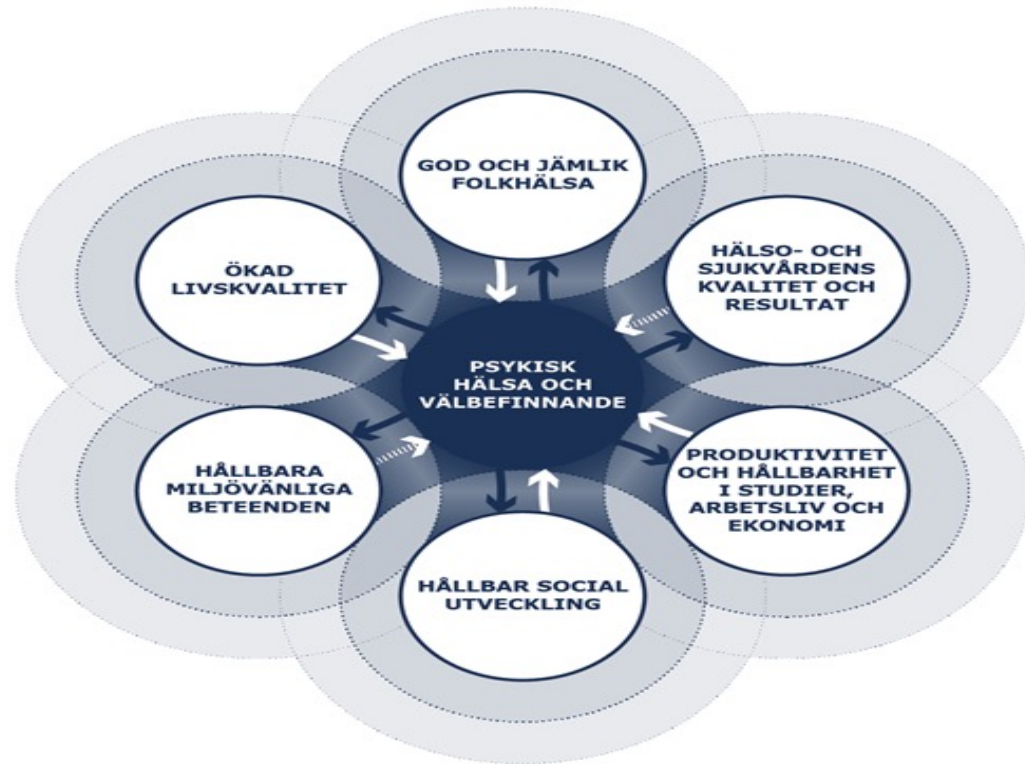 GOD OCH JÄMLIK
FOLKHÄLSA
HÄLSO- OCH
SJUKVÅRDENS
KVALITET OCH
RESULTAT
ÖKAD
LIVSKVALITET
PSYKISK
HÄLSA OCH
VÄLBEFINNANDE
HÅLLBARA
MILJÖVÄNLIGA
BETEENDEN
PRODUKTIVITET
OCH HÅLLBARHET
I STUDIER,
ARBETSLIV OCH
EKONOMI
HÅLLBAR SOCIAL
UTVECKLING